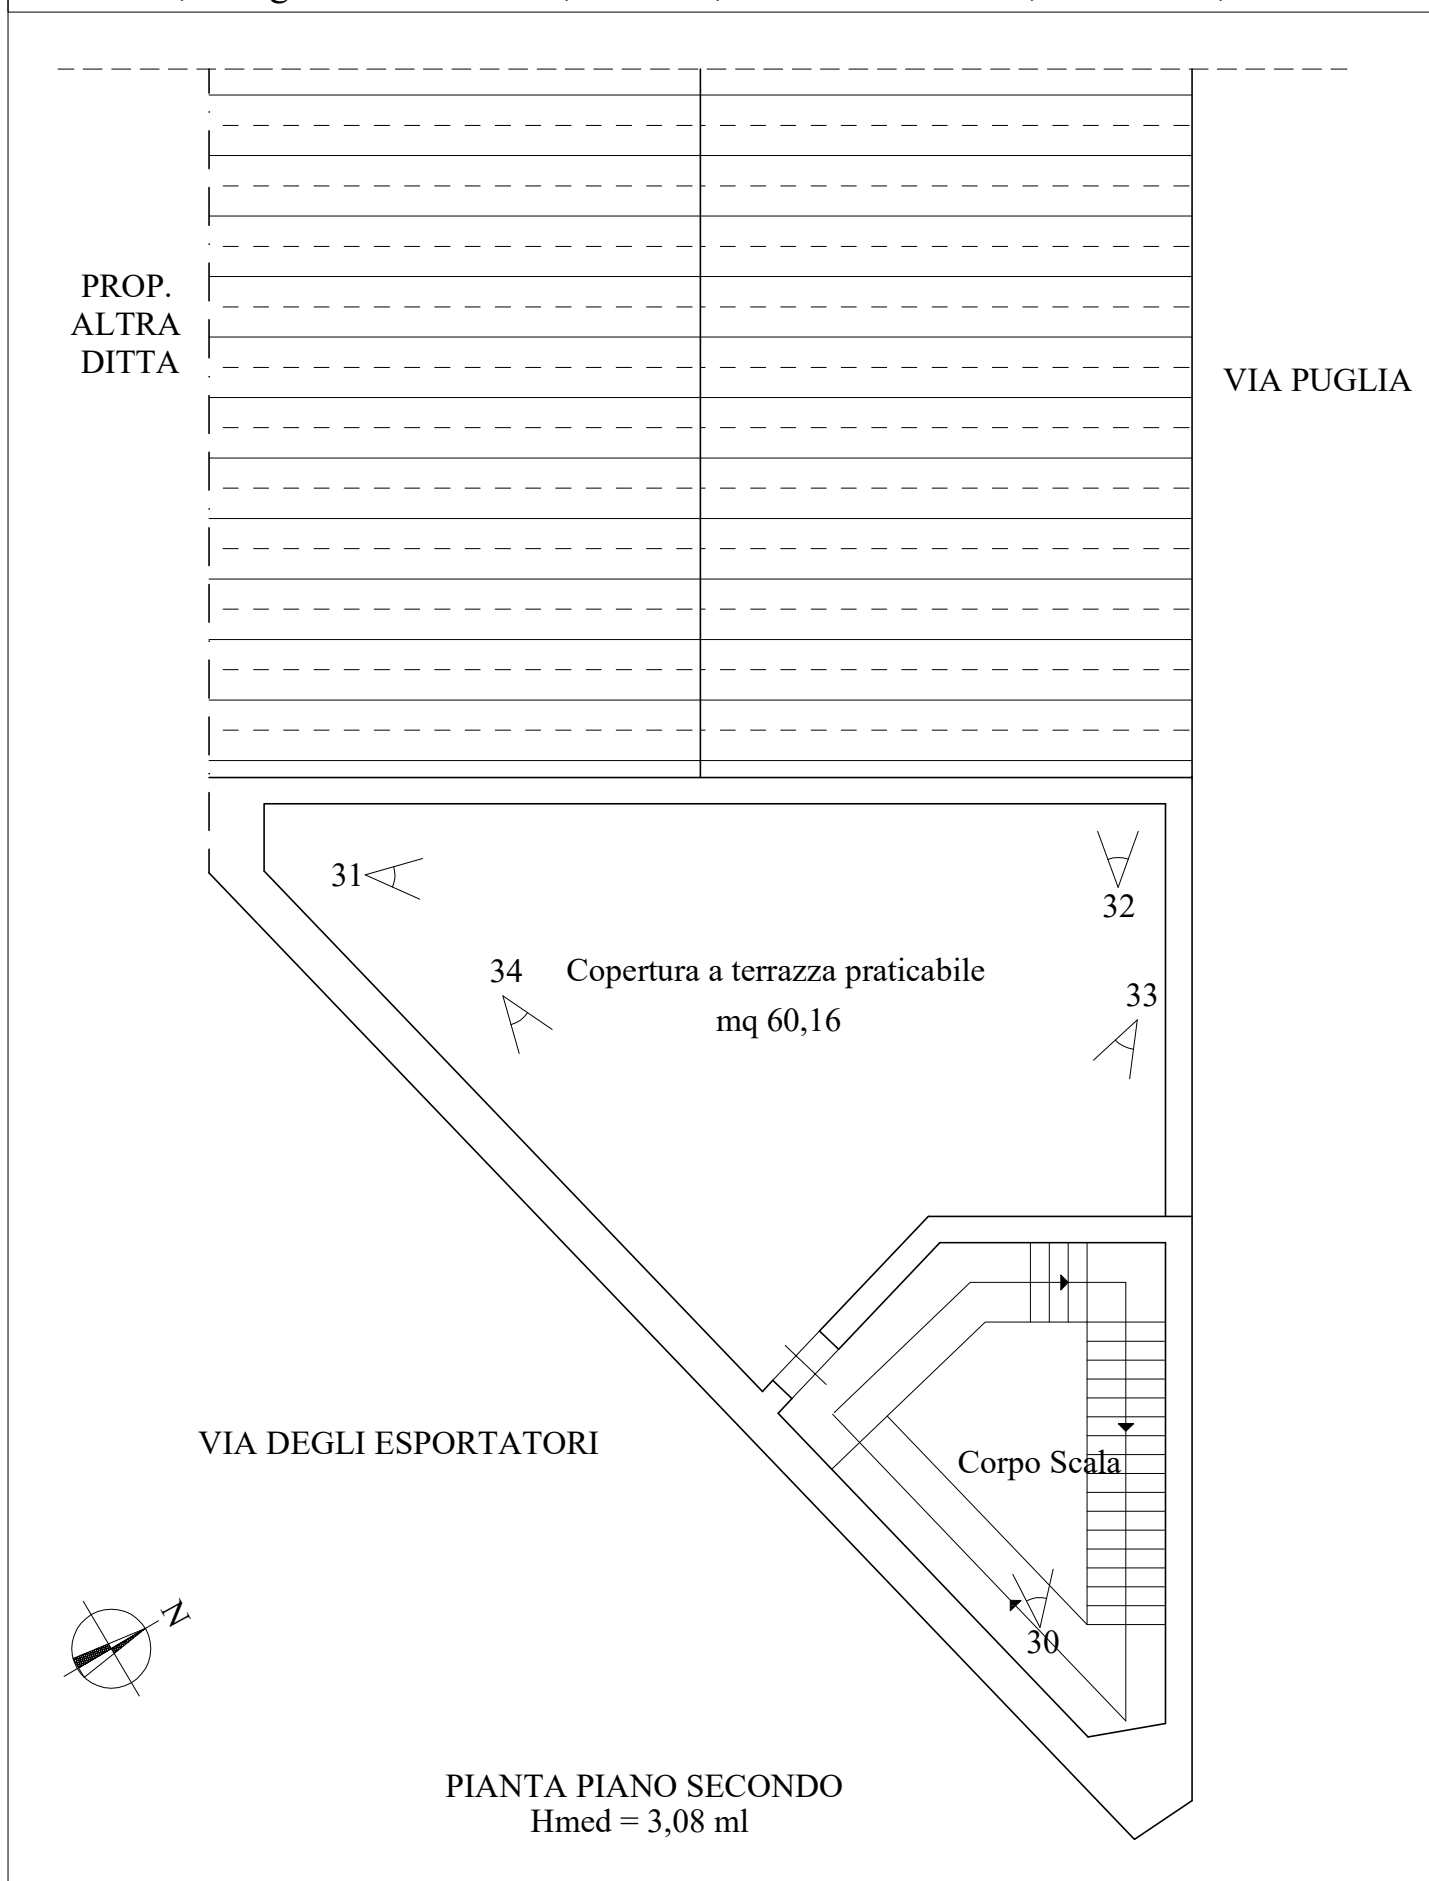 PROP.
ALTRA
DITTA
VIA PUGLIA
31
32
34
Copertura a terrazza praticabile
33
mq 60,16
VIA DEGLI ESPORTATORI
Corpo Scala
N
30
PIANTA PIANO SECONDO
Hmed = 3,08 ml